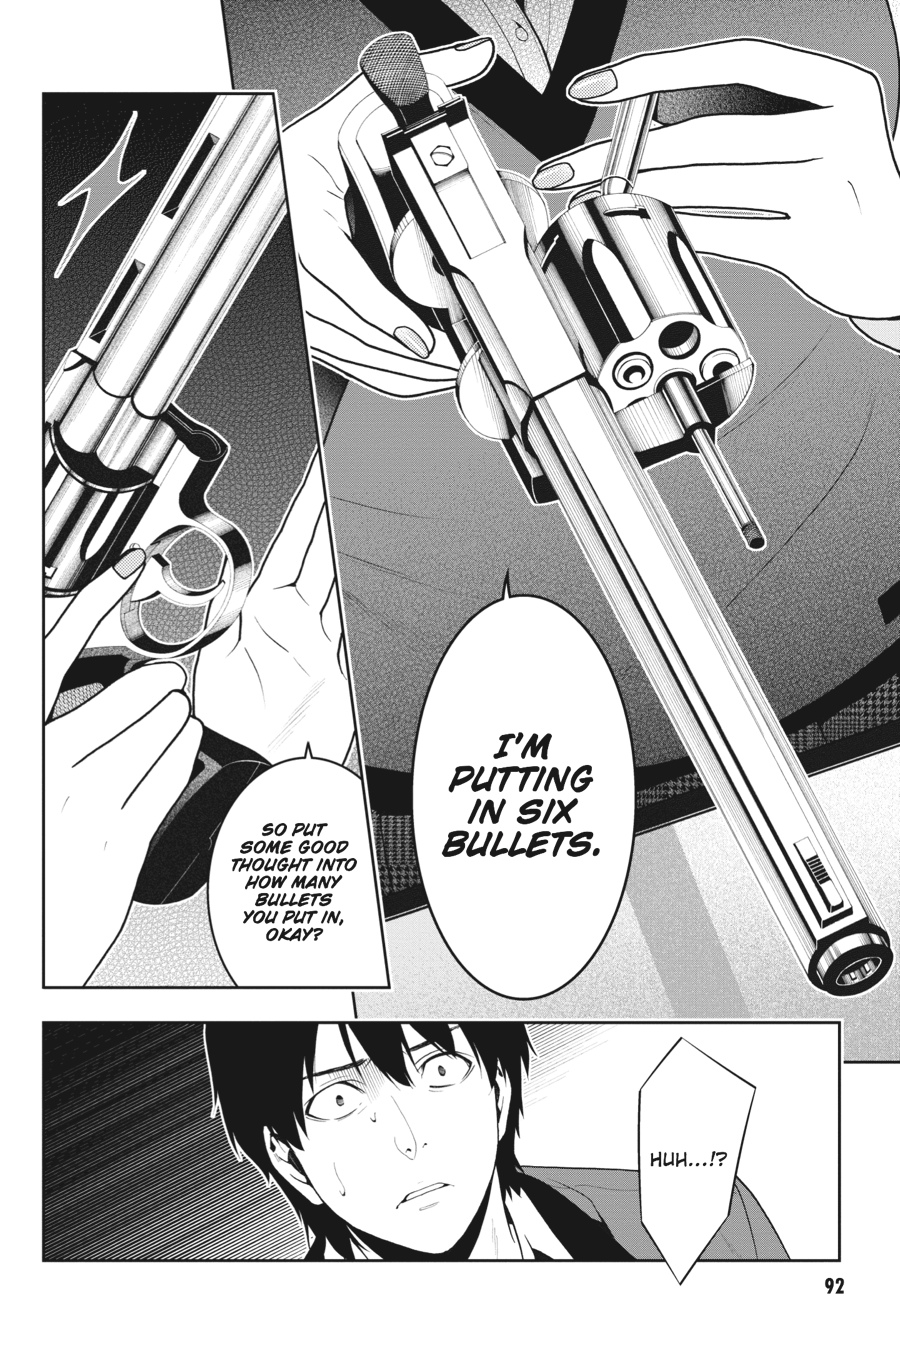 I'M
PUTTING
IN SIX
BULLETS.
SO PUT
SOME GOOD
THOUGHT INTO
HOW MANY
BULLETS
YOU PUT IN,
OKAY?
HUH...!?
92